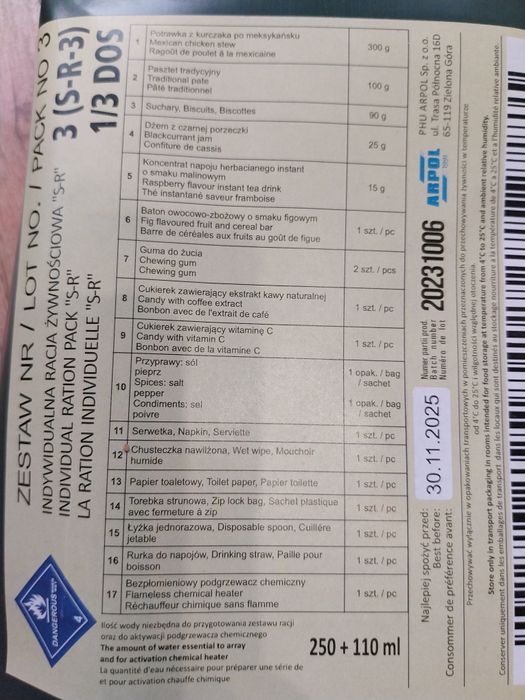 ZESTAW NR / LOT NO. / PACK NO 3
3 (S-R-3)
1/3 DOS
INDYWIDUALNA RACJA ŻYWNOŚCIOWA "S-R"
INDIVIDUAL RATION PACK "S-R"
LA RATION INDIVIDUELLE "S-R"
1 Potrawka z kurczaka po meksykańsku
Mexican chicken stew
Ragoût de poulet à la mexicaine
300 g
2 Pasztet tradycyjny
Traditional pate
Pâté traditionnel
100 g
3 Suchary, Biscuits, Biscottes
90 g
4 Dżem z czarnej porzeczki
Blackcurrant jam
Confiture de cassis
25 g
5 Koncentrat napoju herbacianego instant
o smaku malinowym
Raspberry flavour instant tea drink
Thé instantané saveur framboise
15 g
6 Baton owocowo-zbożowy o smaku figowym
Fig flavoured fruit and cereal bar
Barre de céréales aux fruits au goût de figue
1 szt. / pc
7 Guma do żucia
Chewing gum
Chewing gum
2 szt. / pcs
8 Cukierek zawierający ekstrakt kawy naturalnej
Candy with coffee extract
Bonbon avec de l'extrait de café
1 szt. / pc
9 Cukierek zawierający witaminę C
Candy with vitamin C
Bonbon avec de la vitamine C
1 szt. / pc
10 Przyprawy: sól
pieprz
Spices: salt
pepper
Condiments: sel
poivre
1 opak. / bag
/ sachet
1 opak. / bag
/ sachet
11 Serwetka, Napkin, Serviette
1 szt. / pc
12 Chusteczka nawilżona, Wet wipe, Mouchoir
humide
1 szt. / pc
13 Papier toaletowy, Toilet paper, Papier toilette
1 szt. / pc
14 Torebka strunowa, Zip lock bag, Sachet plastique
avec fermeture à zip
1 szt. / pc
15 Łyżka jednorazowa, Disposable spoon, Cuillère
jetable
1 szt. / pc
16 Rurka do napojów, Drinking straw, Paille pour
boisson
1 szt. / pc
17 Bezpłomieniowy podgrzewacz chemiczny
Flameless chemical heater
Réchauffeur chimique sans flamme
1 szt. / pc
DANGEROUS
4
Ilość wody niezbędna do przygotowania zestawu racji
oraz do aktywacji podgrzewacza chemicznego
The amount of water essential to array
and for activation chemical heater
La quantité d'eau nécessaire pour préparer une série de
et pour activation chauffe chimique
250 + 110 ml
Najlepiej spożyć przed:
Best before:
Consommer de préférence avant:
30.11.2025
Numer partii prod.
Batch number
Numéro de lot
20231006
ARPOL
PHU ARPOL Sp. z o.o.
ul. Trasa Północna 16D
65-119 Zielona Góra
Przechowywać wyłącznie w opakowaniach transportowych w pomieszczeniach przeznaczonych do przechowywania żywności w temperaturze
od 4°C do 25°C i wilgotności względnej otoczenia.
Store only in transport packaging in rooms intended for food storage at temperature from 4°C to 25°C and ambient relative humidity.
Conserver uniquement dans les emballages de transport dans les locaux qui sont destinés au stockage nourriture a la température de 4°C à 25°C et a l'humidité relative ambiante.